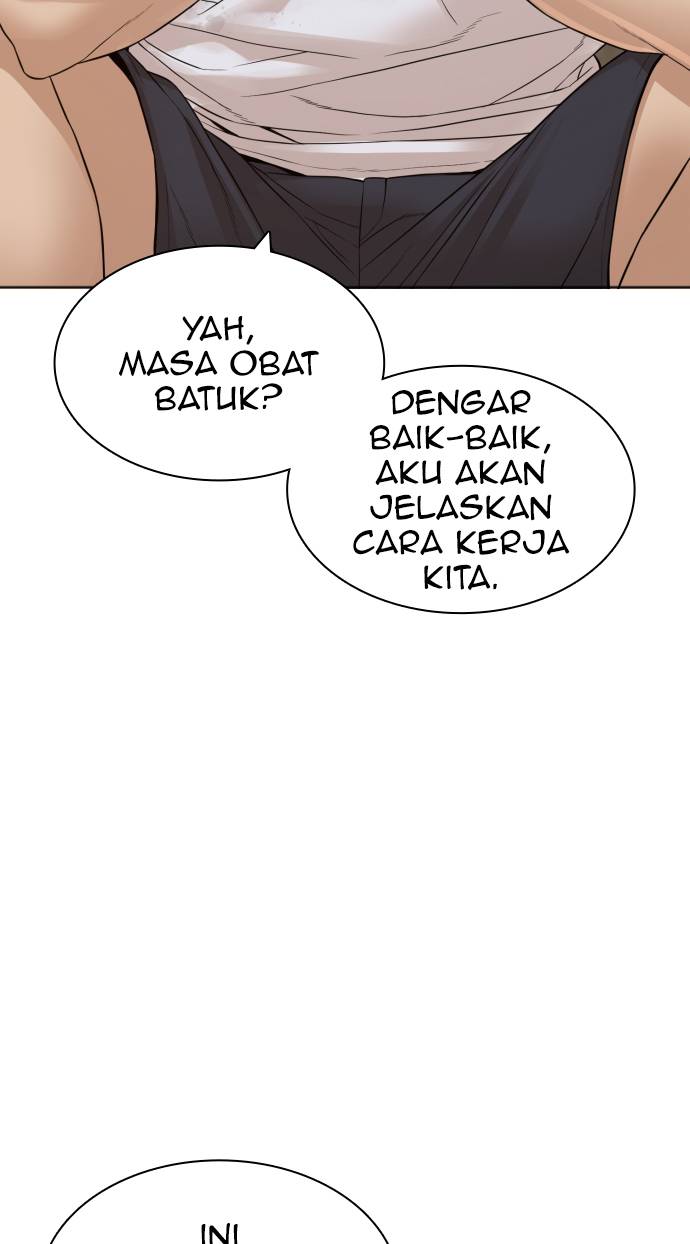 YAH,
MASA OBAT
BATUK?
DENGAR
BAIK-BAIK,
AKU AKAN
JELASKAN
CARA KERJA
KITA.
INI